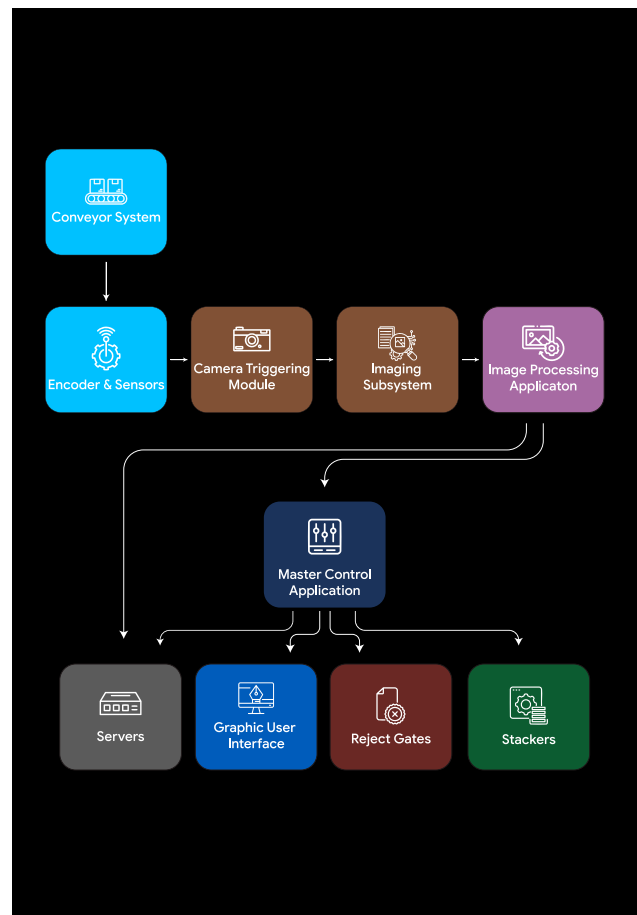 Conveyor System
Encoder & Sensors
Camera Triggering
Module
Imaging
Subsystem
Image Processing
Applicaton
Master Control
Application
Servers
Graphic User
Interface
Reject Gates
Stackers